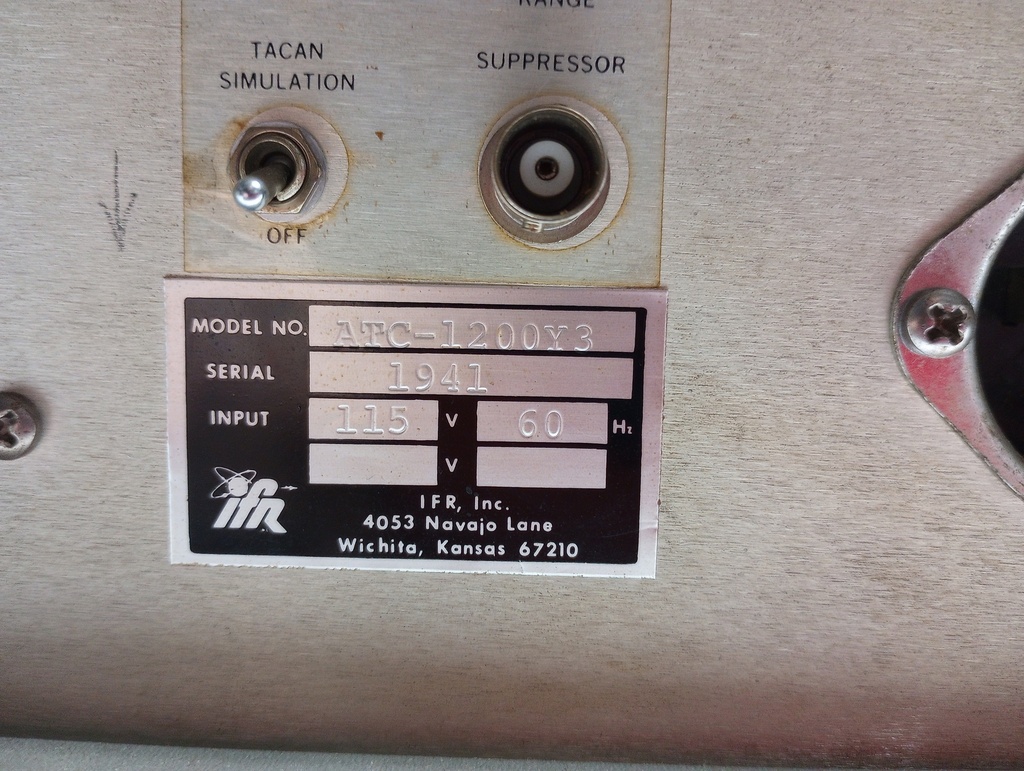 RANGE
TACAN
SIMULATION
SUPPRESSOR
OFF
MODEL NO. ATC-1200Y3
SERIAL 1941
INPUT 115 V 60 Hz
V
ifr
IFR, Inc.
4053 Navajo Lane
Wichita, Kansas 67210